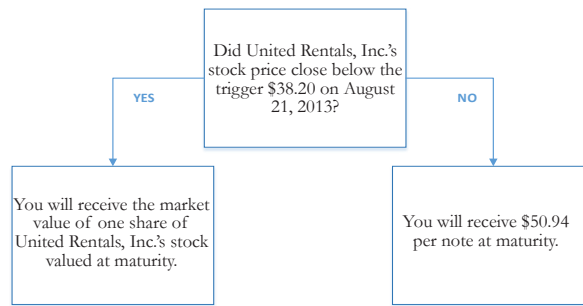 Did United Rentals, Inc.'s
stock price close below the
trigger $38.20 on August
21, 2013?
YES
NO
You will receive the market
value of one share of
United Rentals, Inc.'s stock
valued at maturity.
You will receive $50.94
per note at maturity.